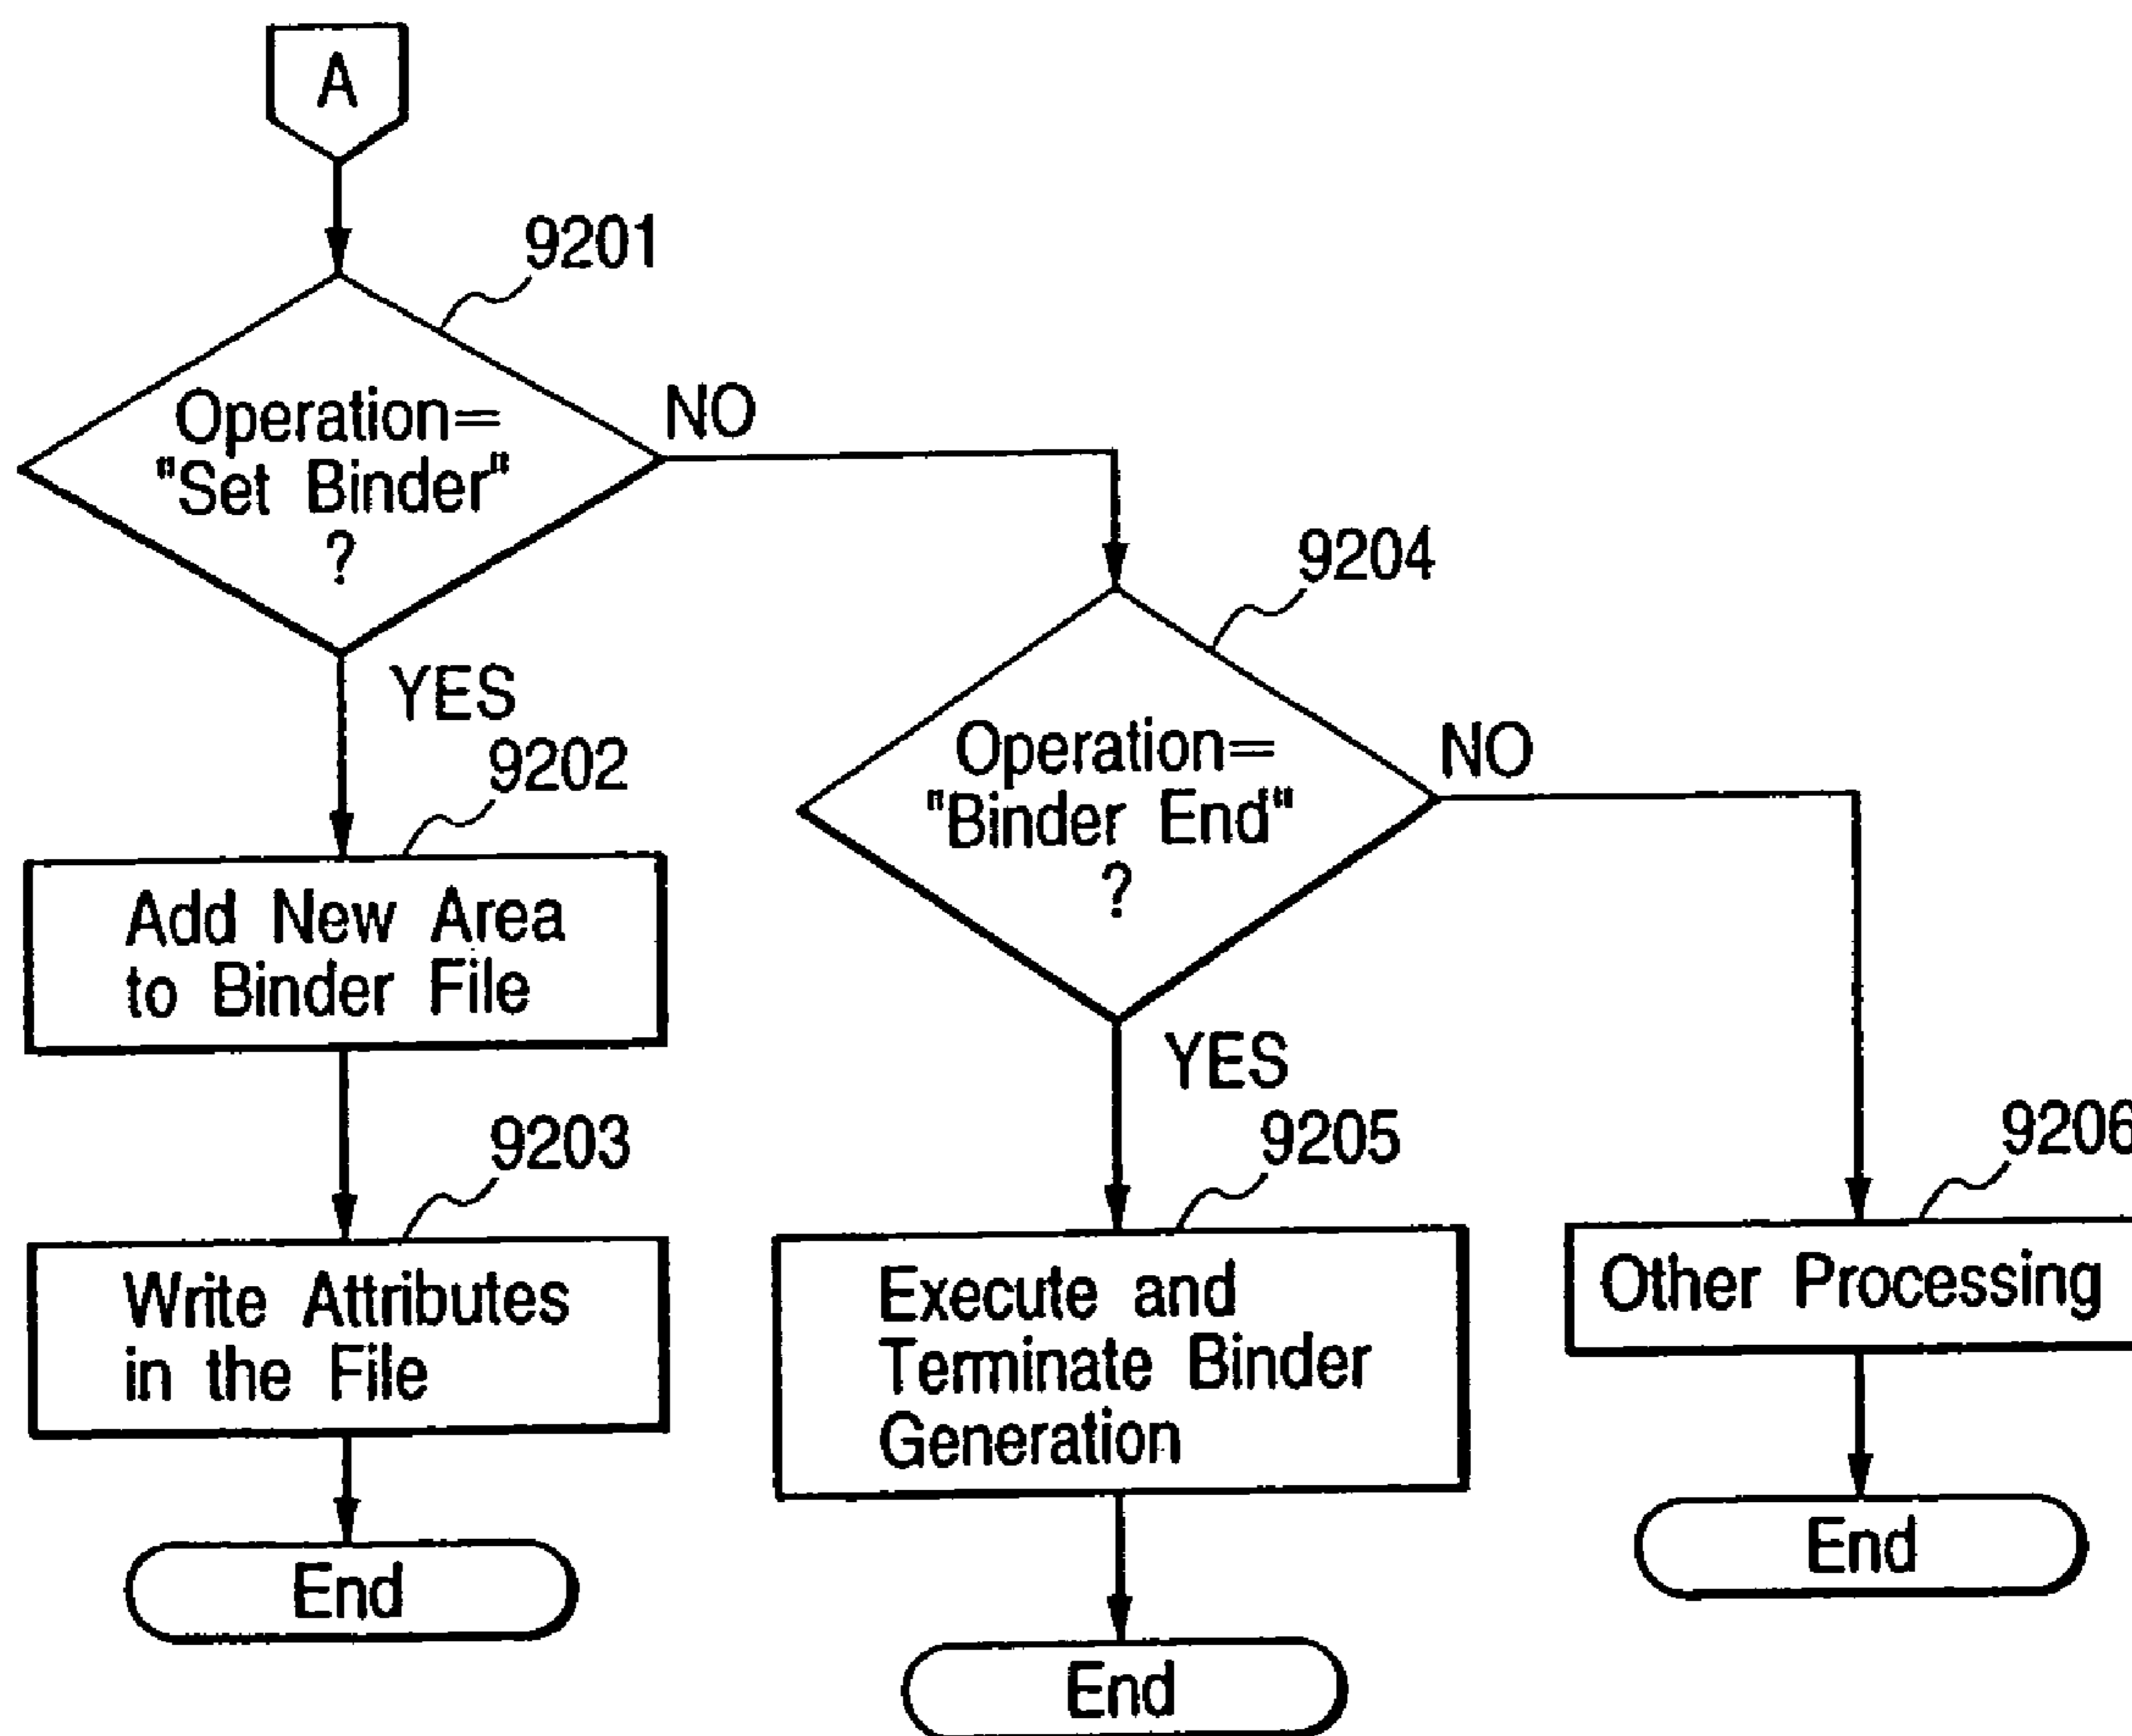 A
9201
Operation=
"Set Binder"
?
NO
YES
9202
Add New Area
to Binder File
9203
Write Attributes
in the File
End
9204
Operation=
"Binder End"
?
NO
YES
9205
Execute and
Terminate Binder
Generation
End
9206
Other Processing
End